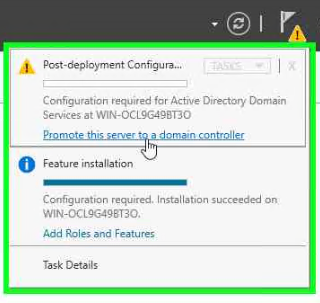 Post-deployment Configura...
TASKS
X
Configuration required for Active Directory Domain
Services at WIN-OCL9G49BT3O
Promote this server to a domain controller
Feature installation
Configuration required. Installation succeeded on
WIN-OCL9G49BT3O.
Add Roles and Features
Task Details